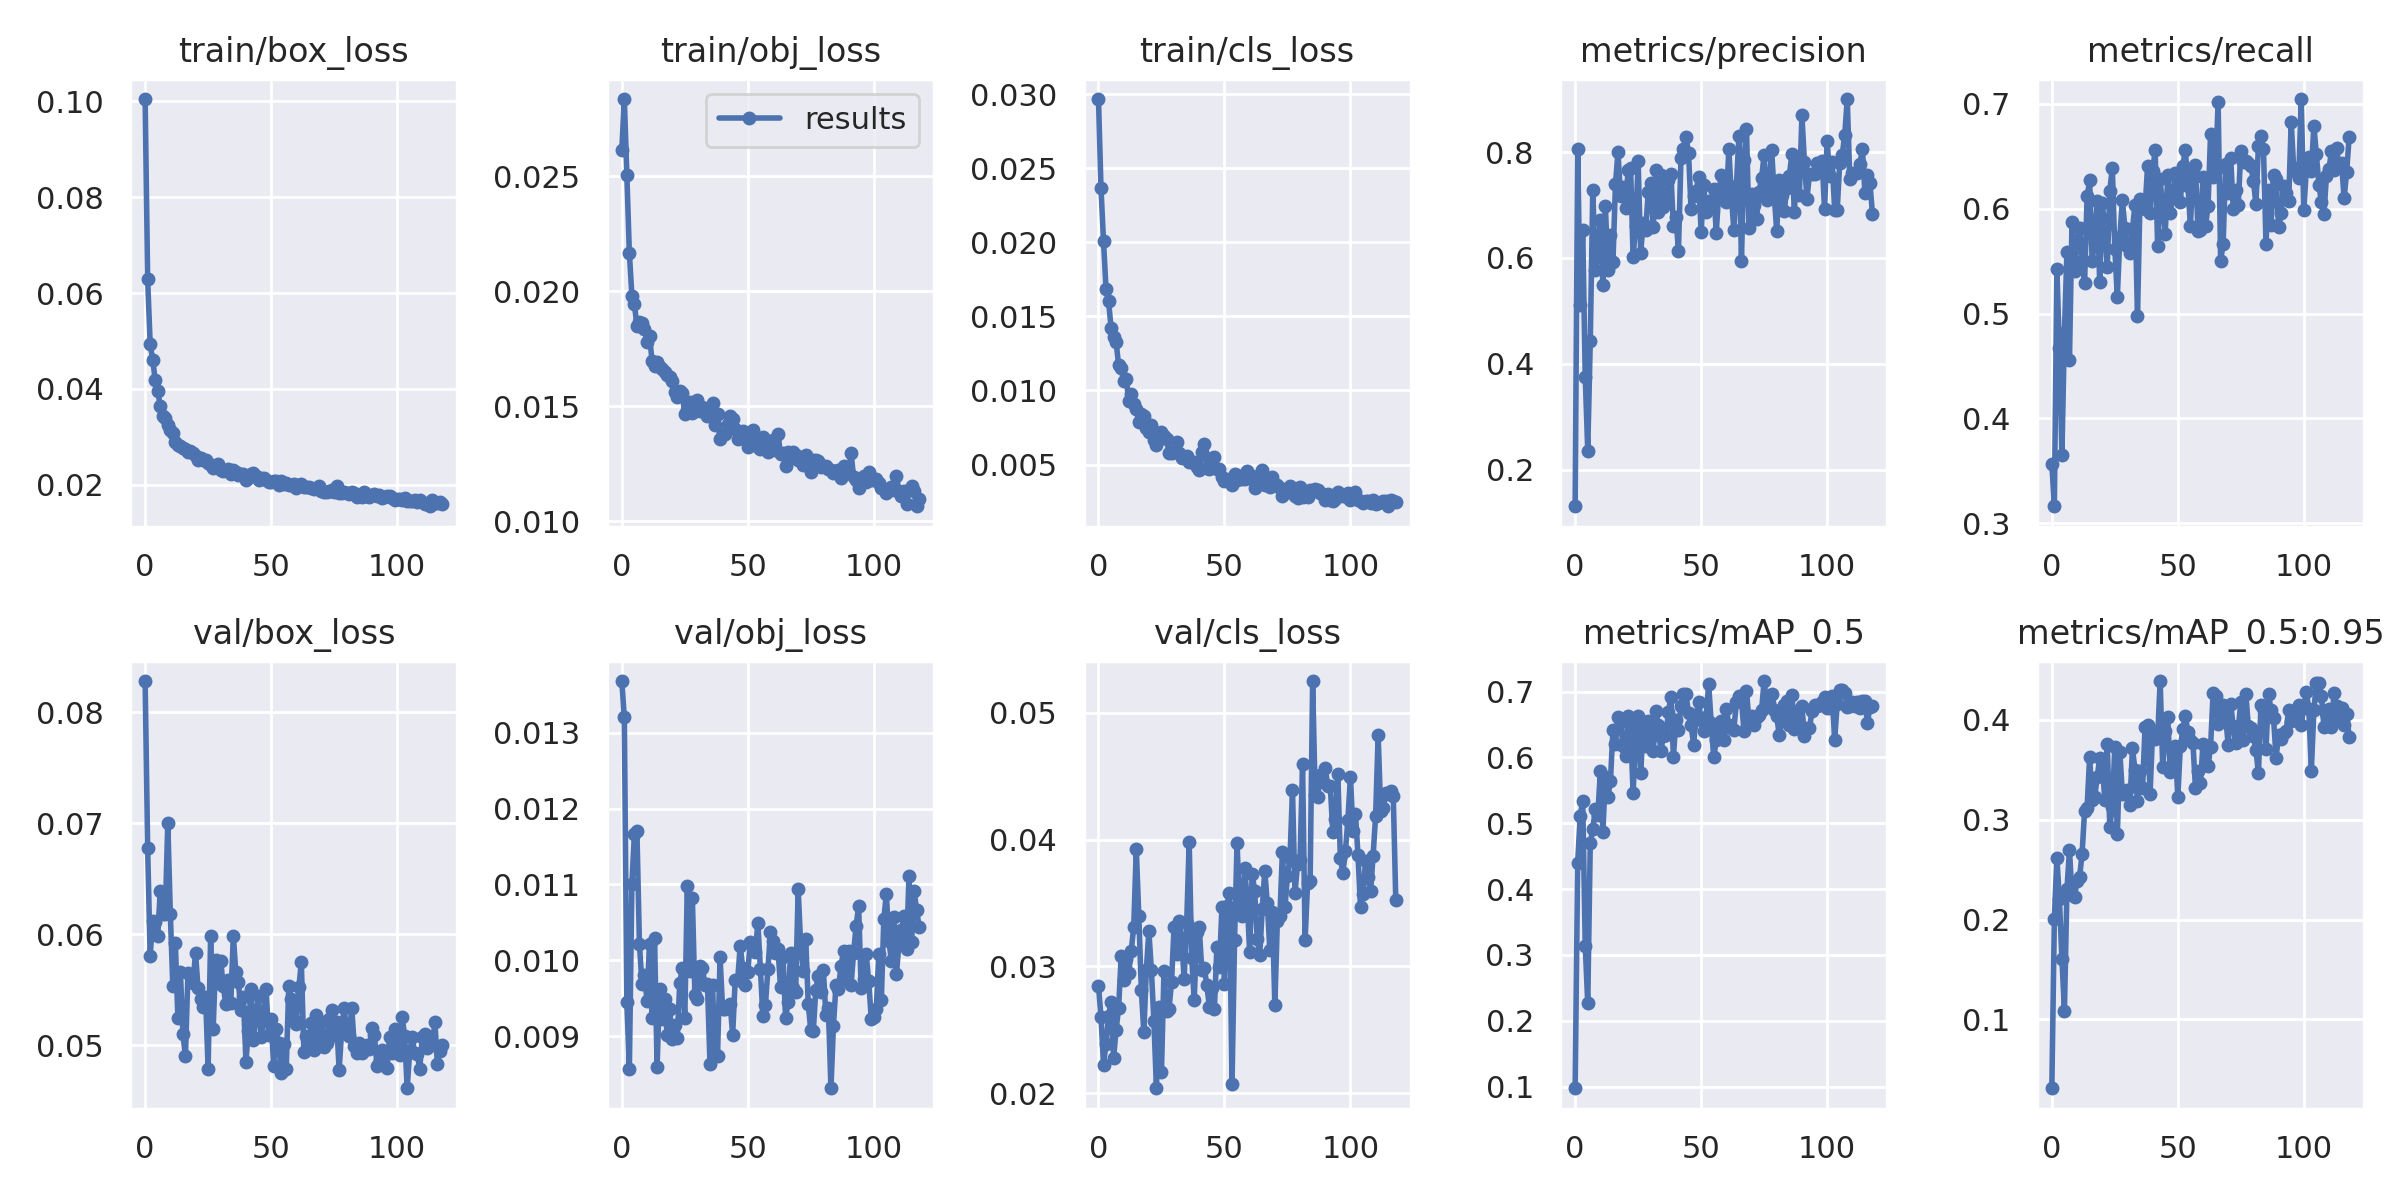 train/box_loss
0.10
0.08
0.06
0.04
0.02
0 50 100
train/obj_loss
results
0.025
0.020
0.015
0.010
0 50 100
train/cls_loss
0.030
0.025
0.020
0.015
0.010
0.005
0 50 100
metrics/precision
0.8
0.6
0.4
0.2
0 50 100
metrics/recall
0.7
0.6
0.5
0.4
0.3
0 50 100
val/box_loss
0.08
0.07
0.06
0.05
0 50 100
val/obj_loss
0.013
0.012
0.011
0.010
0.009
0 50 100
val/cls_loss
0.05
0.04
0.03
0.02
0 50 100
metrics/mAP_0.5
0.7
0.6
0.5
0.4
0.3
0.2
0.1
0 50 100
metrics/mAP_0.5:0.95
0.4
0.3
0.2
0.1
0 50 100